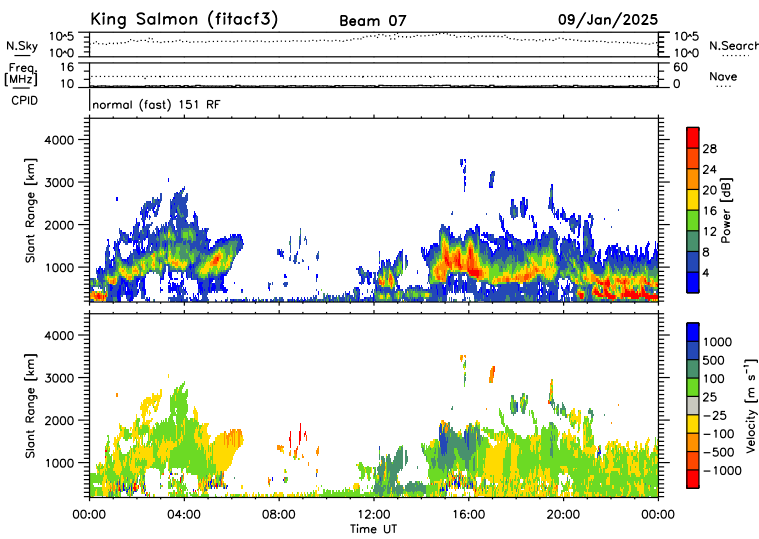 King Salmon (fitacf3) Beam 07 09/Jan/2025
N.Sky 10^5 10^0 10^5 10^0 N.Search
Freq. [MHz] 16 10 60 0 Nave
CPID normal (fast) 151 RF
Slant Range [km] 4000 3000 2000 1000
Power [dB] 28 24 20 16 12 8 4
Slant Range [km] 4000 3000 2000 1000
Velocity [m s⁻¹] 1000 500 100 25 −25 −100 −500 −1000
00:00 04:00 08:00 12:00 16:00 20:00 00:00
Time UT